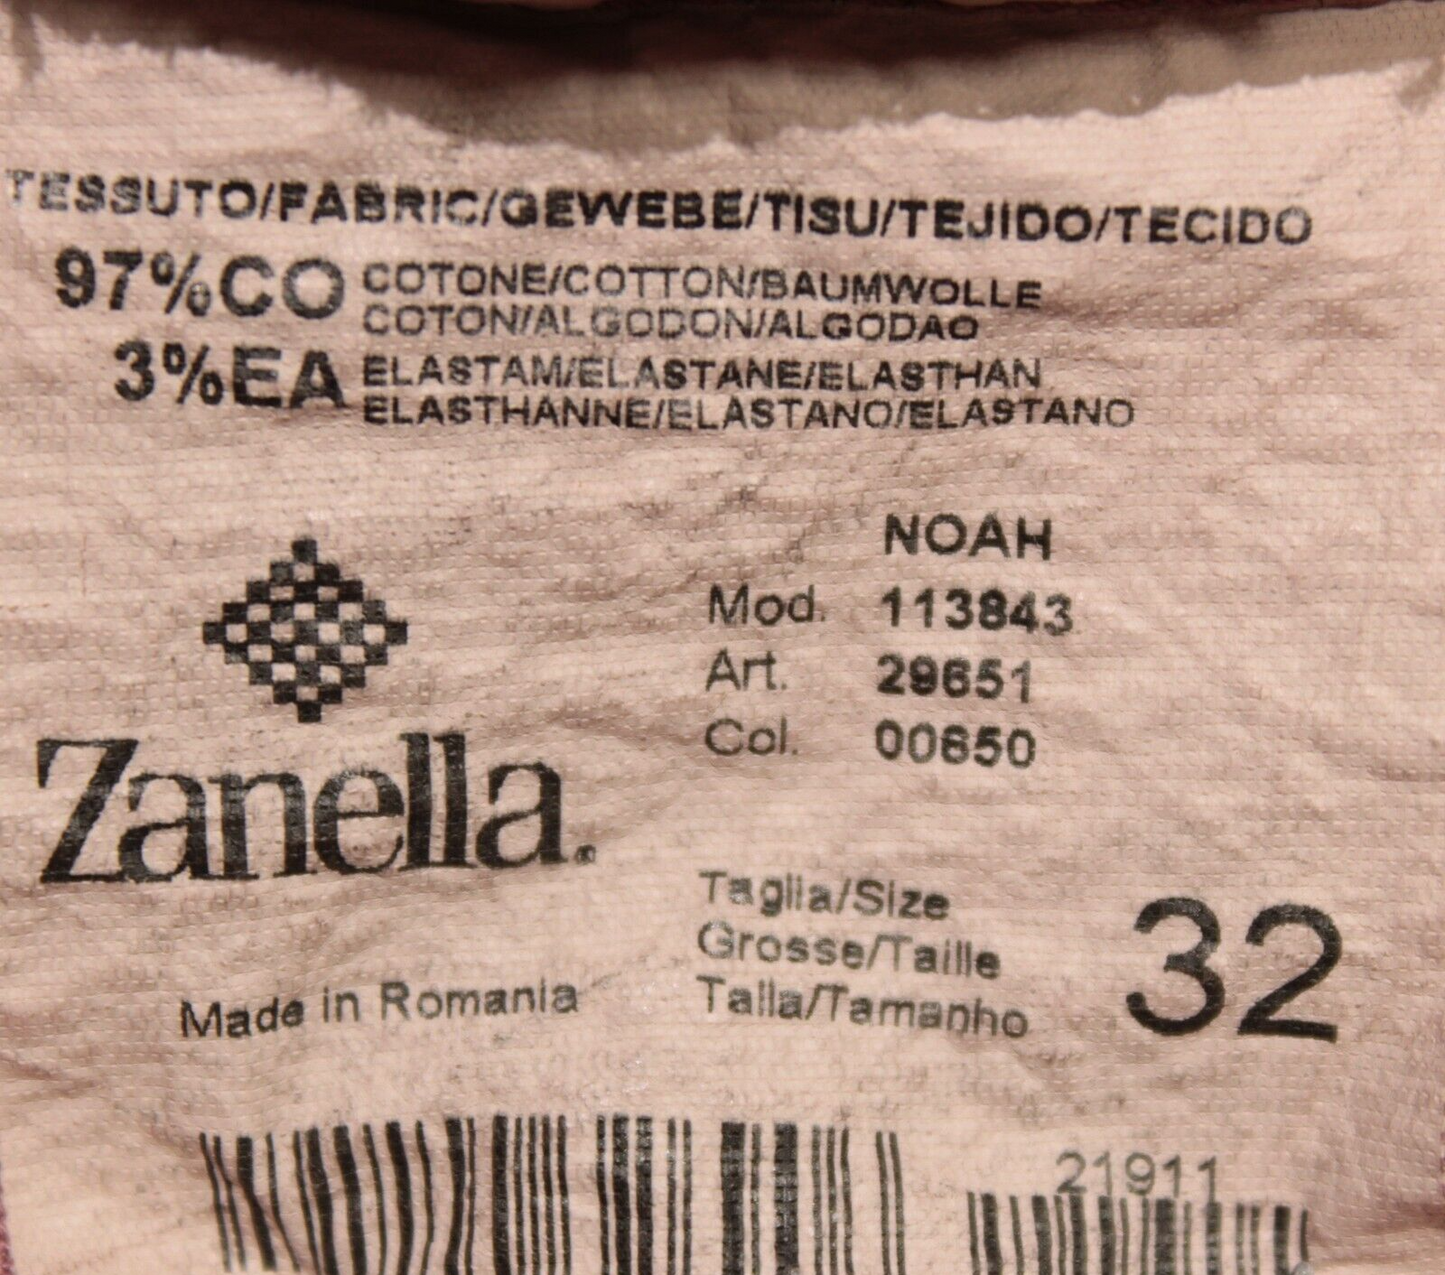 TESSUTO/FABRIC/GEWEBE/TISU/TEJIDO/TECIDO
97%CO COTONE/COTTON/BAUMWOLLE
COTON/ALGODON/ALGODAO
3%EA ELASTAM/ELASTANE/ELASTHAN
ELASTHANNE/ELASTANO/ELASTANO
NOAH
Mod. 113843
Art. 29651
Col. 00650
Zanella.
Taglia/Size
Grosse/Taille
Talla/Tamanho
32
Made in Romania
21911